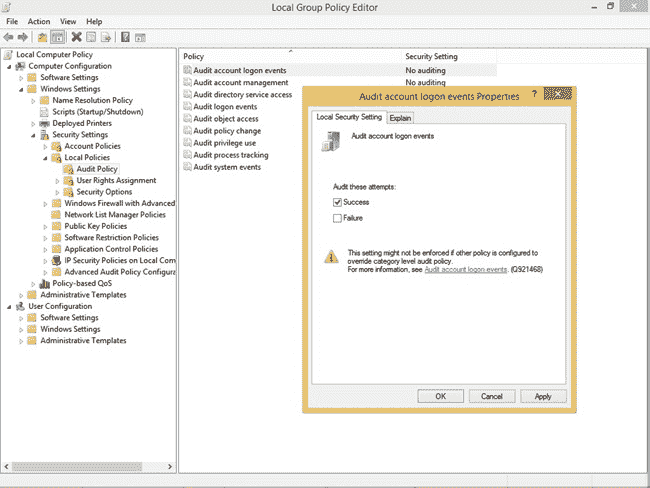 Local Group Policy Editor
File Action View Help
Local Computer Policy
Computer Configuration
Software Settings
Windows Settings
Name Resolution Policy
Scripts (Startup/Shutdown)
Deployed Printers
Security Settings
Account Policies
Local Policies
Audit Policy
User Rights Assignment
Security Options
Windows Firewall with Advanced
Network List Manager Policies
Public Key Policies
Software Restriction Policies
Application Control Policies
IP Security Policies on Local Com
Advanced Audit Policy Configura
Policy-based QoS
Administrative Templates
User Configuration
Software Settings
Windows Settings
Administrative Templates
Policy Security Setting
Audit account logon events No auditing
Audit account management No auditing
Audit directory service access
Audit logon events
Audit object access
Audit policy change
Audit privilege use
Audit process tracking
Audit system events
Audit account logon events Properties
Local Security Setting Explain
Audit account logon events
Audit these attempts:
Success
Failure
This setting might not be enforced if other policy is configured to
override category level audit policy.
For more information, see Audit account logon events. (Q921468)
OK Cancel Apply